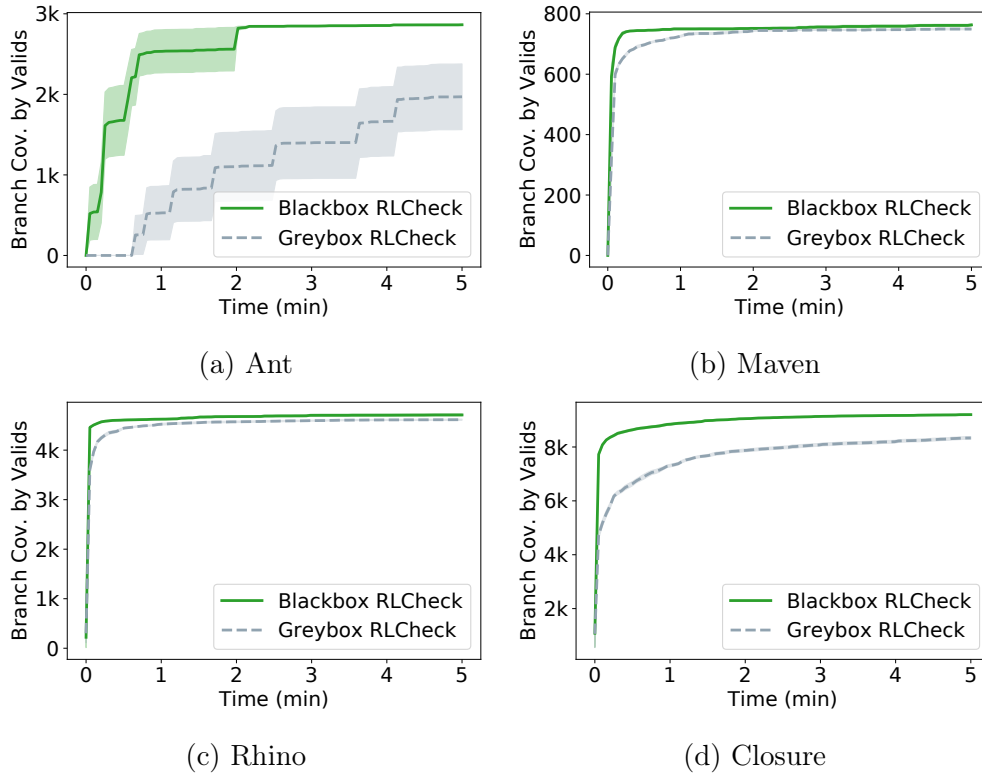 3k
2k
1k
0
Branch Cov. by Valids
Blackbox RLCheck
Greybox RLCheck
0 1 2 3 4 5
Time (min)
(a) Ant
800
600
400
200
0
Branch Cov. by Valids
Blackbox RLCheck
Greybox RLCheck
0 1 2 3 4 5
Time (min)
(b) Maven
4k
3k
2k
1k
0
Branch Cov. by Valids
Blackbox RLCheck
Greybox RLCheck
0 1 2 3 4 5
Time (min)
(c) Rhino
8k
6k
4k
2k
Branch Cov. by Valids
Blackbox RLCheck
Greybox RLCheck
0 1 2 3 4 5
Time (min)
(d) Closure